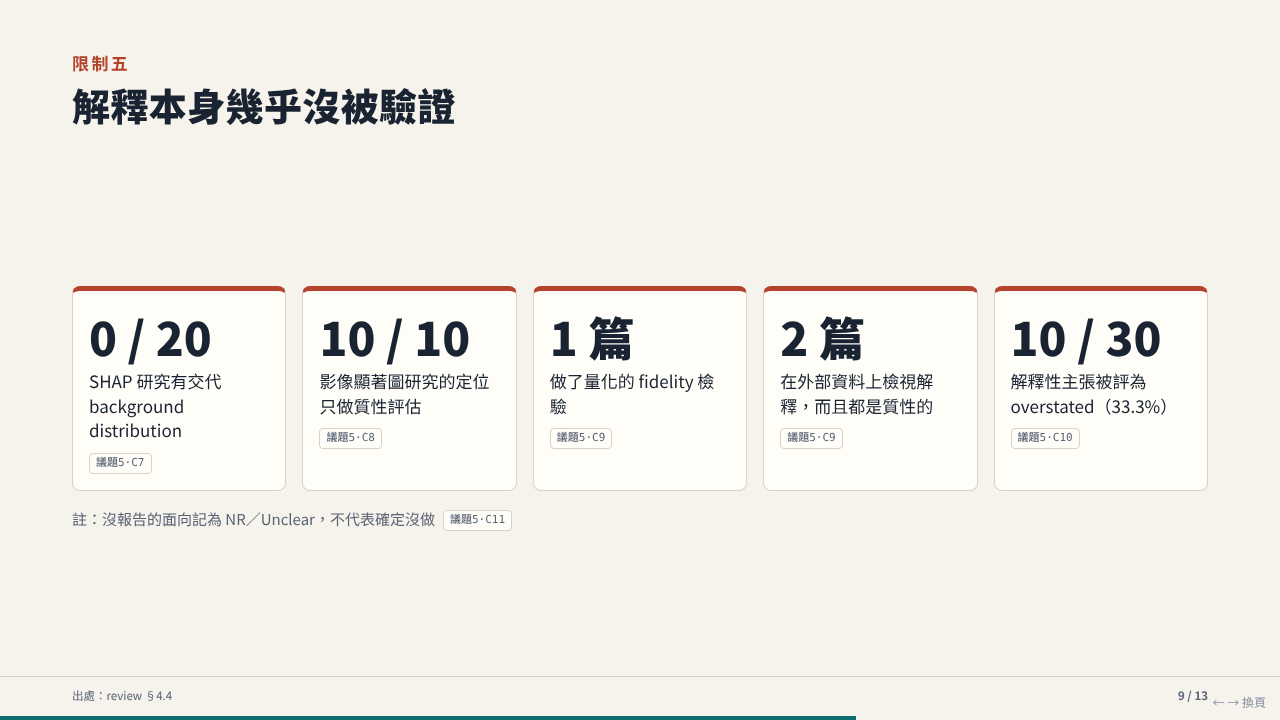 限制五
解釋本身幾乎沒被驗證
0 / 20
SHAP 研究有交代
background
distribution
議題5·C7
10 / 10
影像顯著圖研究的定位
只做質性評估
議題5·C8
1 篇
做了量化的 fidelity 檢
驗
議題5·C9
2 篇
在外部資料上檢視解
釋，而且都是質性的
議題5·C9
10 / 30
解釋性主張被評為
overstated（33.3%）
議題5·C10
註：沒報告的面向記為 NR／Unclear，不代表確定沒做 議題5·C11
出處：review §4.4
9 / 13
←→ 換頁